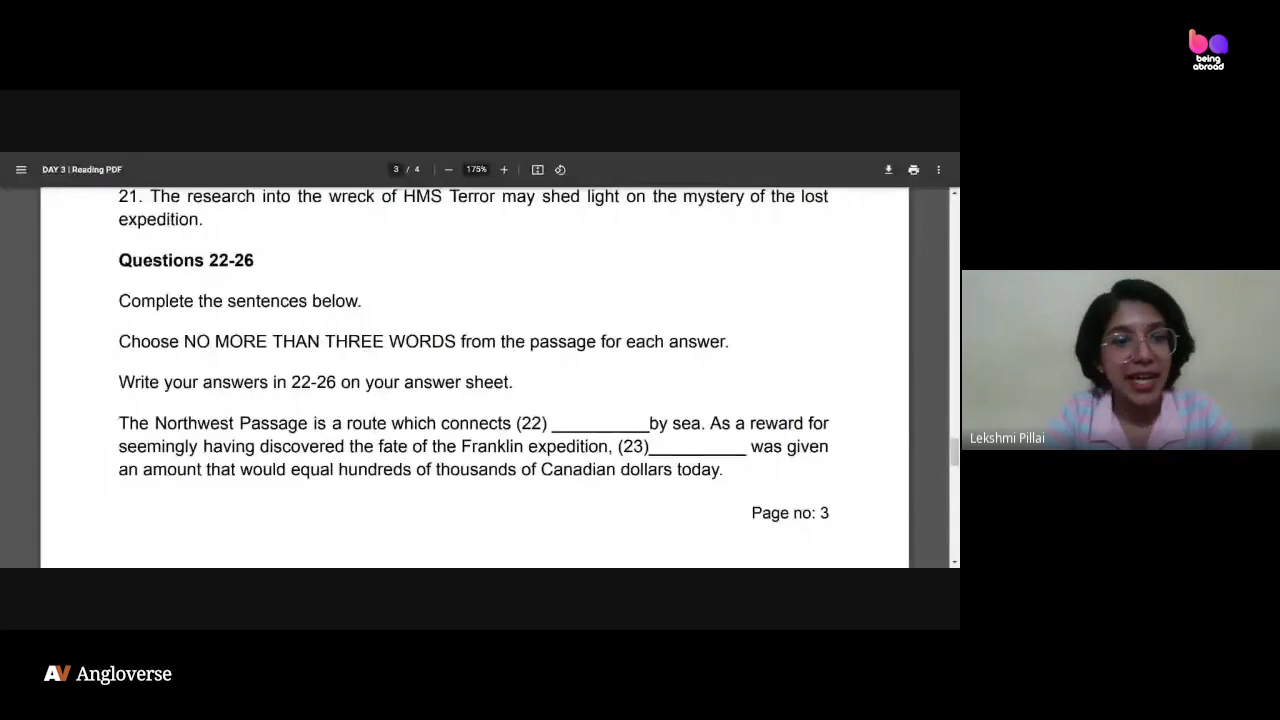 being
abroad
DAY 3 | Reading PDF
3 / 4
175%
21. The research into the wreck of HMS Terror may shed light on the mystery of the lost
expedition.
Questions 22-26
Complete the sentences below.
Choose NO MORE THAN THREE WORDS from the passage for each answer.
Write your answers in 22-26 on your answer sheet.
The Northwest Passage is a route which connects (22) __________by sea. As a reward for
seemingly having discovered the fate of the Franklin expedition, (23)__________ was given
an amount that would equal hundreds of thousands of Canadian dollars today.
Page no: 3
Lekshmi Pillai
AV Angloverse